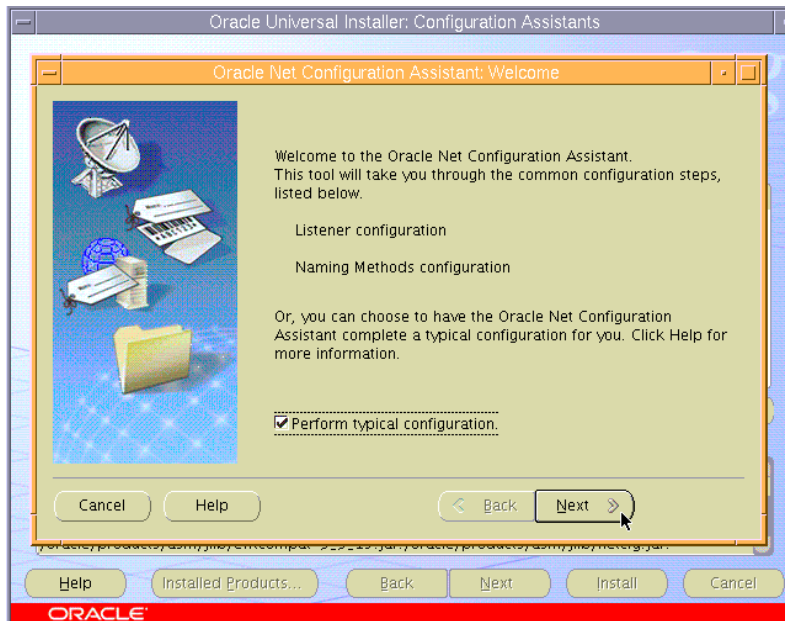 Oracle Universal Installer: Configuration Assistants
Oracle Net Configuration Assistant: Welcome
Welcome to the Oracle Net Configuration Assistant.
This tool will take you through the common configuration steps,
listed below.
Listener configuration
Naming Methods configuration
Or, you can choose to have the Oracle Net Configuration
Assistant complete a typical configuration for you. Click Help for
more information.
Perform typical configuration.
Cancel Help Back Next
Help Installed Products... Back Next Install Cancel
ORACLE